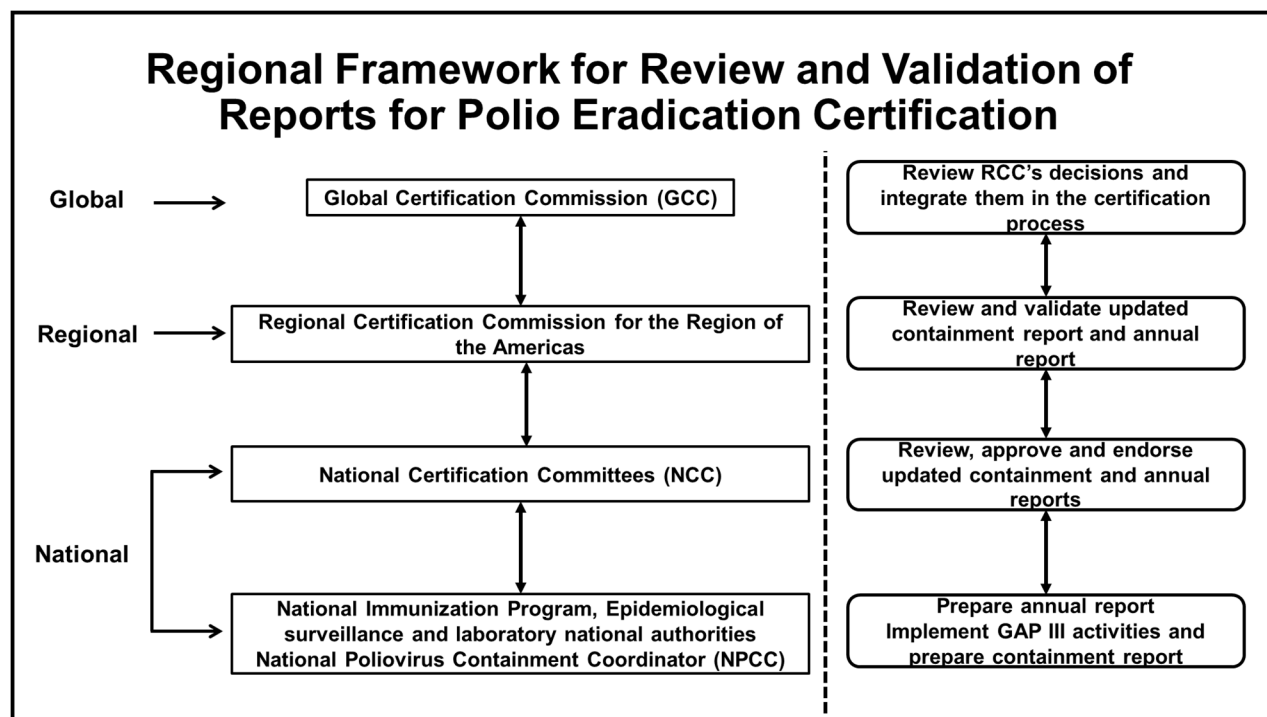 Regional Framework for Review and Validation of
Reports for Polio Eradication Certification
Global
Global Certification Commission (GCC)
Review RCC's decisions and
integrate them in the certification
process
Regional
Regional Certification Commission for the Region of
the Americas
Review and validate updated
containment report and annual
report
National
National Certification Committees (NCC)
Review, approve and endorse
updated containment and annual
reports
National Immunization Program, Epidemiological
surveillance and laboratory national authorities
National Poliovirus Containment Coordinator (NPCC)
Prepare annual report
Implement GAP III activities and
prepare containment report